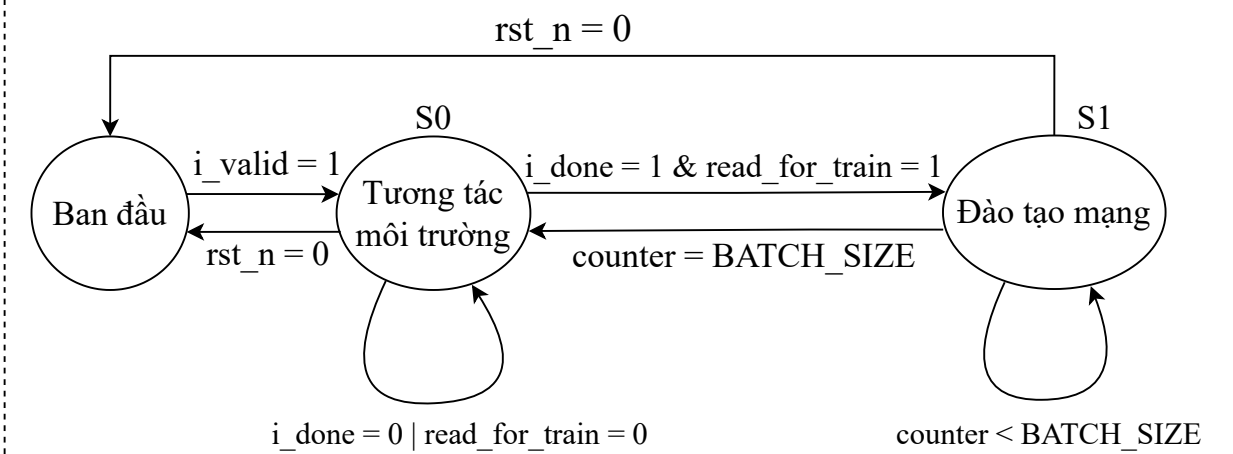 rst_n = 0
S0
S1
i_valid = 1
i_done = 1 & read_for_train = 1
Ban đầu
Tương tác
môi trường
Đào tạo mạng
rst_n = 0
counter = BATCH_SIZE
i_done = 0 | read_for_train = 0
counter < BATCH_SIZE